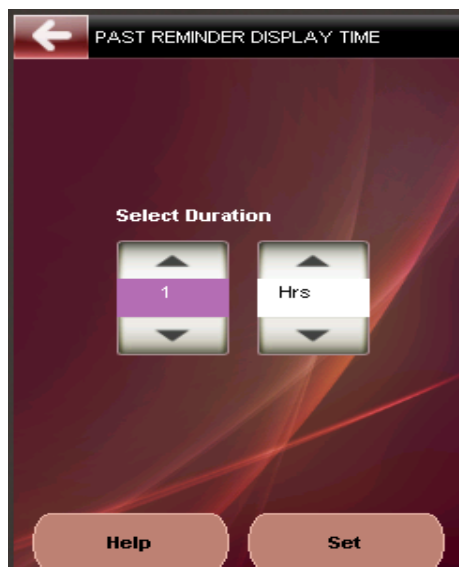 PAST REMINDER DISPLAY TIME
Select Duration
1 Hrs
Help Set